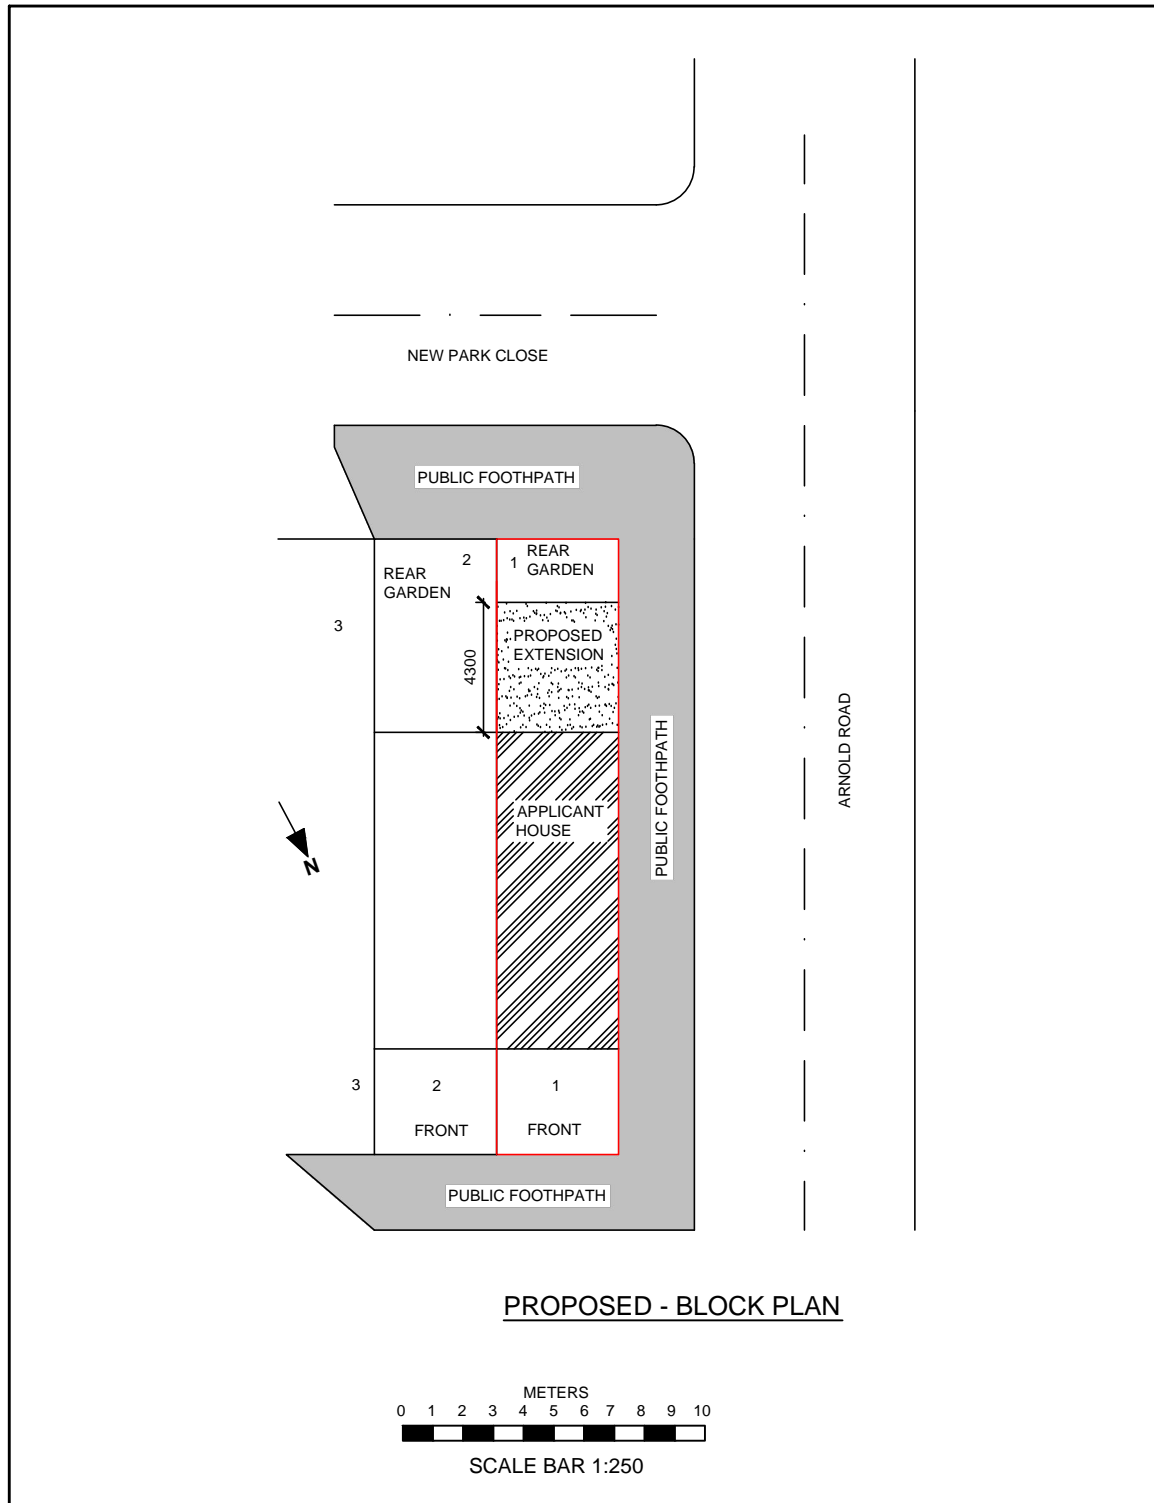 NEW PARK CLOSE
PUBLIC FOOTHPATH
2
1
REAR
GARDEN
REAR
GARDEN
3
PROPOSED
EXTENSION
4300
ARNOLD ROAD
PUBLIC FOOTHPATH
APPLICANT
HOUSE
N
3
2
1
FRONT
FRONT
PUBLIC FOOTHPATH
PROPOSED - BLOCK PLAN
METERS
0 1 2 3 4 5 6 7 8 9 10
SCALE BAR 1:250